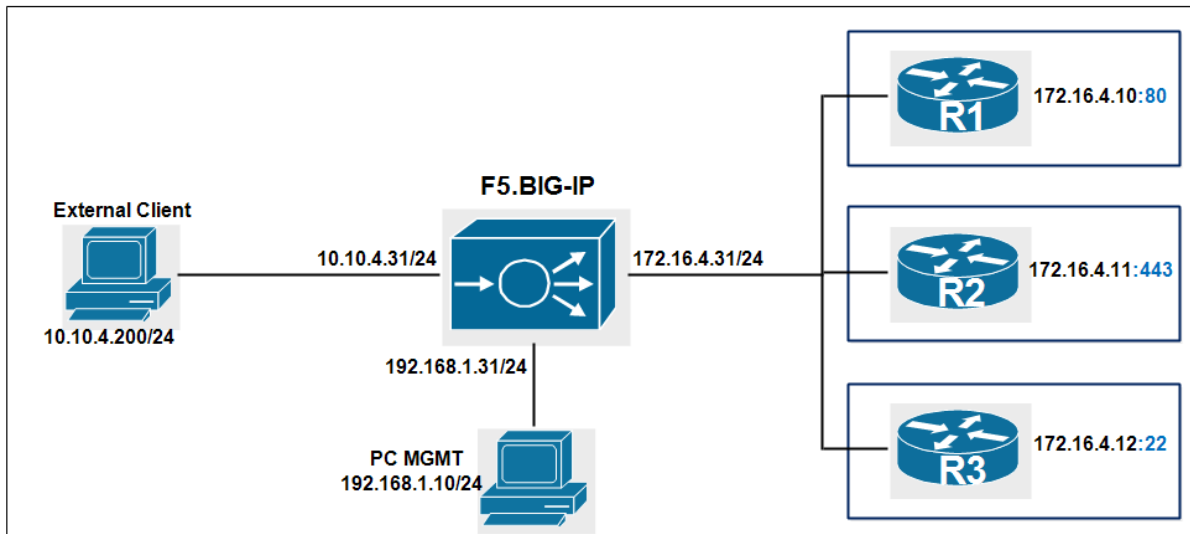 F5.BIG-IP
External Client
10.10.4.200/24
10.10.4.31/24
172.16.4.31/24
192.168.1.31/24
PC MGMT
192.168.1.10/24
R1
172.16.4.10:80
R2
172.16.4.11:443
R3
172.16.4.12:22